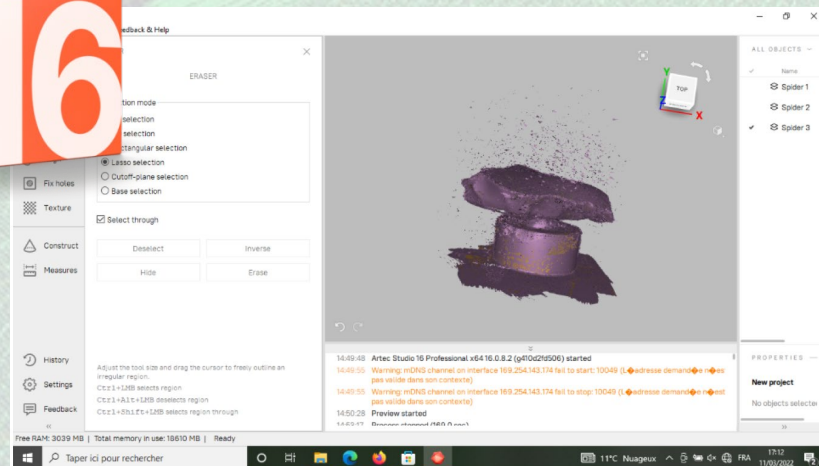 6
edback & Help
ALL OBJECTS
ERASER
Name
TOP
Y
Z
X
tion mode
selection
selection
tangular selection
Lasso selection
Cutoff-plane selection
Base selection
Select through
Deselect
Inverse
Hide
Erase
Spider 1
Spider 2
Spider 3
Fix holes
Texture
Construct
Measures
History
Settings
Feedback
Adjust the tool size and drag the cursor to freely outline an
irregular region.
Ctrl+LMB selects region
Ctrl+Alt+LMB deselects region
Ctrl+Shift+LMB selects region through
14:49:48 Artec Studio 16 Professional x64 16.0.8.2 (g410d2fd506) started
14:49:55 Warning: mDNS channel on interface 169.254.143.174 fail to start: 10049 (L�adresse demand�e n�est
pas valide dans son contexte)
14:49:55 Warning: mDNS channel on interface 169.254.143.174 fail to stop: 10049 (L�adresse demand�e n�est
pas valide dans son contexte)
14:50:28 Preview started
PROPERTIES
New project
No objects selecte
Free RAM: 3039 MB | Total memory in use: 18610 MB | Ready
Taper ici pour rechercher
11°C Nuageux
FRA
17:12
11/03/2022